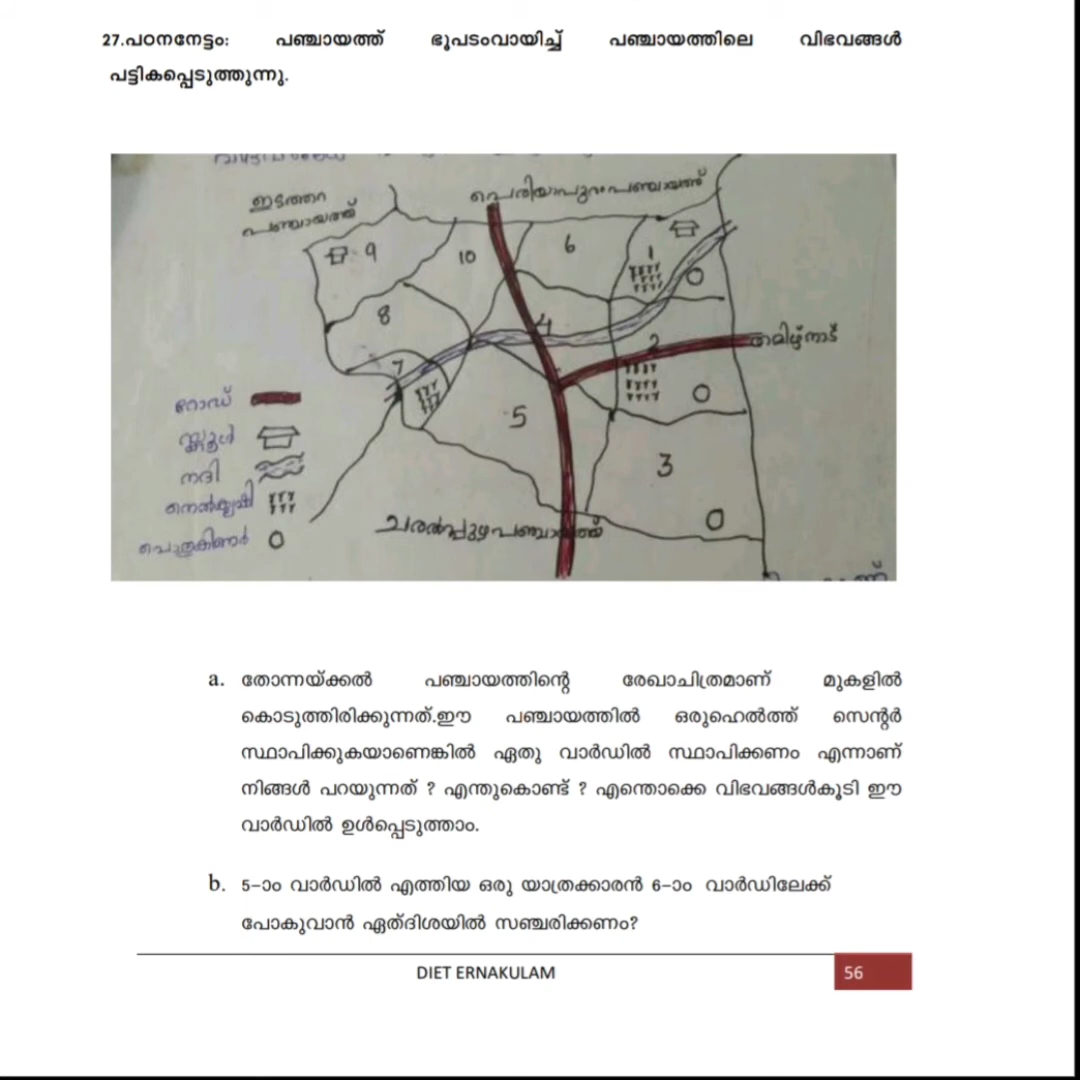 27.പഠനനേട്ടം: പഞ്ചായത്ത് ഭൂപടംവായിച്ച് പഞ്ചായത്തിലെ വിഭവങ്ങൾ
പട്ടികപ്പെടുത്തുന്നു.
ഇടത്തറ
പഞ്ചായത്ത്
പെരിയാപുരം പഞ്ചായത്ത്
9
10
6
1
8
4
2
തമിഴ്നാട്
7
5
3
റോഡ്
സ്കൂൾ
നദി
നെൽകൃഷി
പൊതുകിണർ
ചരൽപ്പുഴ പഞ്ചായത്ത്
a. തോന്നയ്ക്കൽ പഞ്ചായത്തിന്റെ രേഖാചിത്രമാണ് മുകളിൽ
കൊടുത്തിരിക്കുന്നത്.ഈ പഞ്ചായത്തിൽ ഒരുഹെൽത്ത് സെന്റർ
സ്ഥാപിക്കുകയാണെങ്കിൽ ഏതു വാർഡിൽ സ്ഥാപിക്കണം എന്നാണ്
നിങ്ങൾ പറയുന്നത് ? എന്തുകൊണ്ട് ? എന്തൊക്കെ വിഭവങ്ങൾകൂടി ഈ
വാർഡിൽ ഉൾപ്പെടുത്താം.
b. 5-ാം വാർഡിൽ എത്തിയ ഒരു യാത്രക്കാരൻ 6-ാം വാർഡിലേക്ക്
പോകുവാൻ ഏത്ദിശയിൽ സഞ്ചരിക്കണം?
DIET ERNAKULAM
56